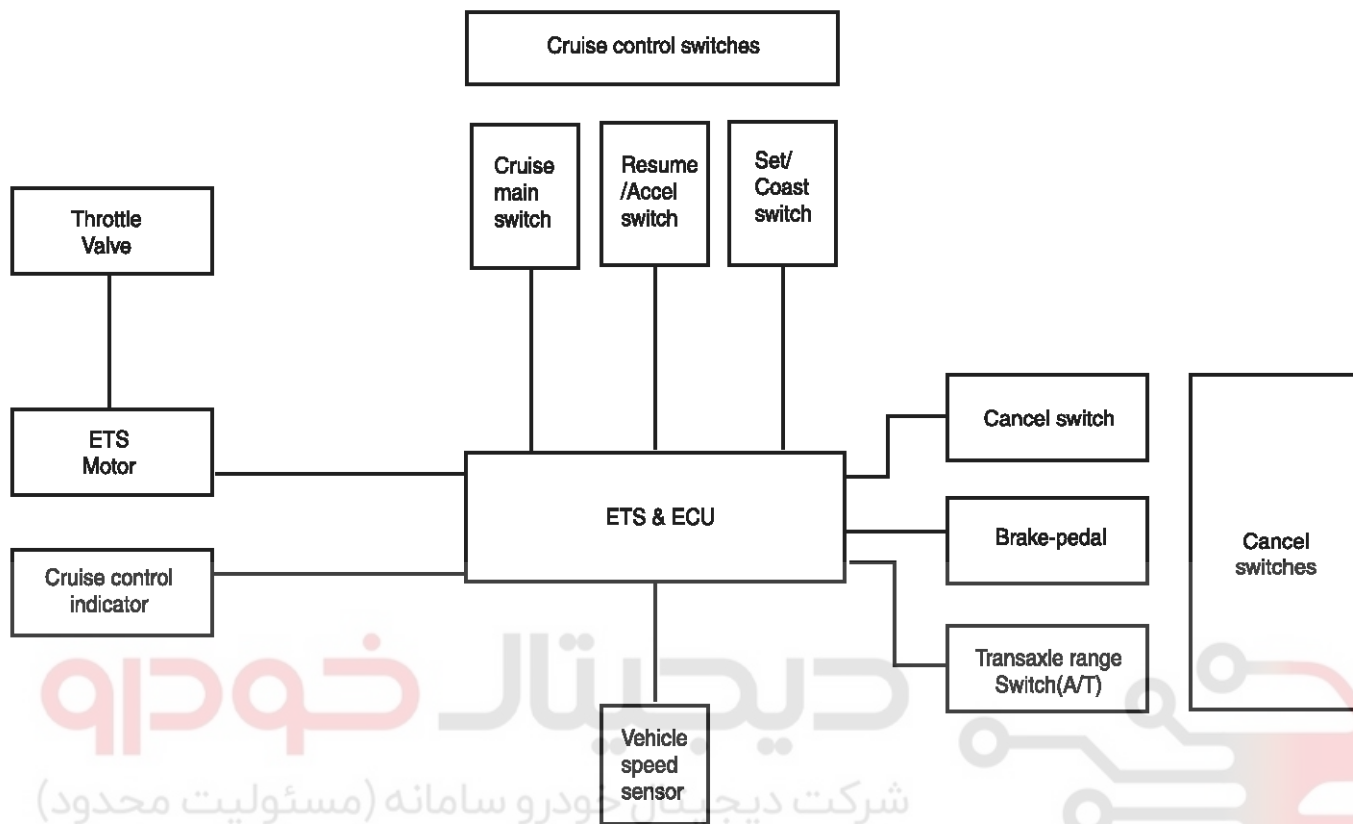 Cruise control switches
Cruise
main
switch
Resume
/Accel
switch
Set/
Coast
switch
Throttle
Valve
ETS
Motor
Cruise control
indicator
ETS & ECU
Cancel switch
Brake-pedal
Transaxle range
Switch(A/T)
Cancel
switches
Vehicle
speed
sensor
دیجیتال خودرو
شرکت دیجیتال خودرو سامانه (مسئولیت محدود)